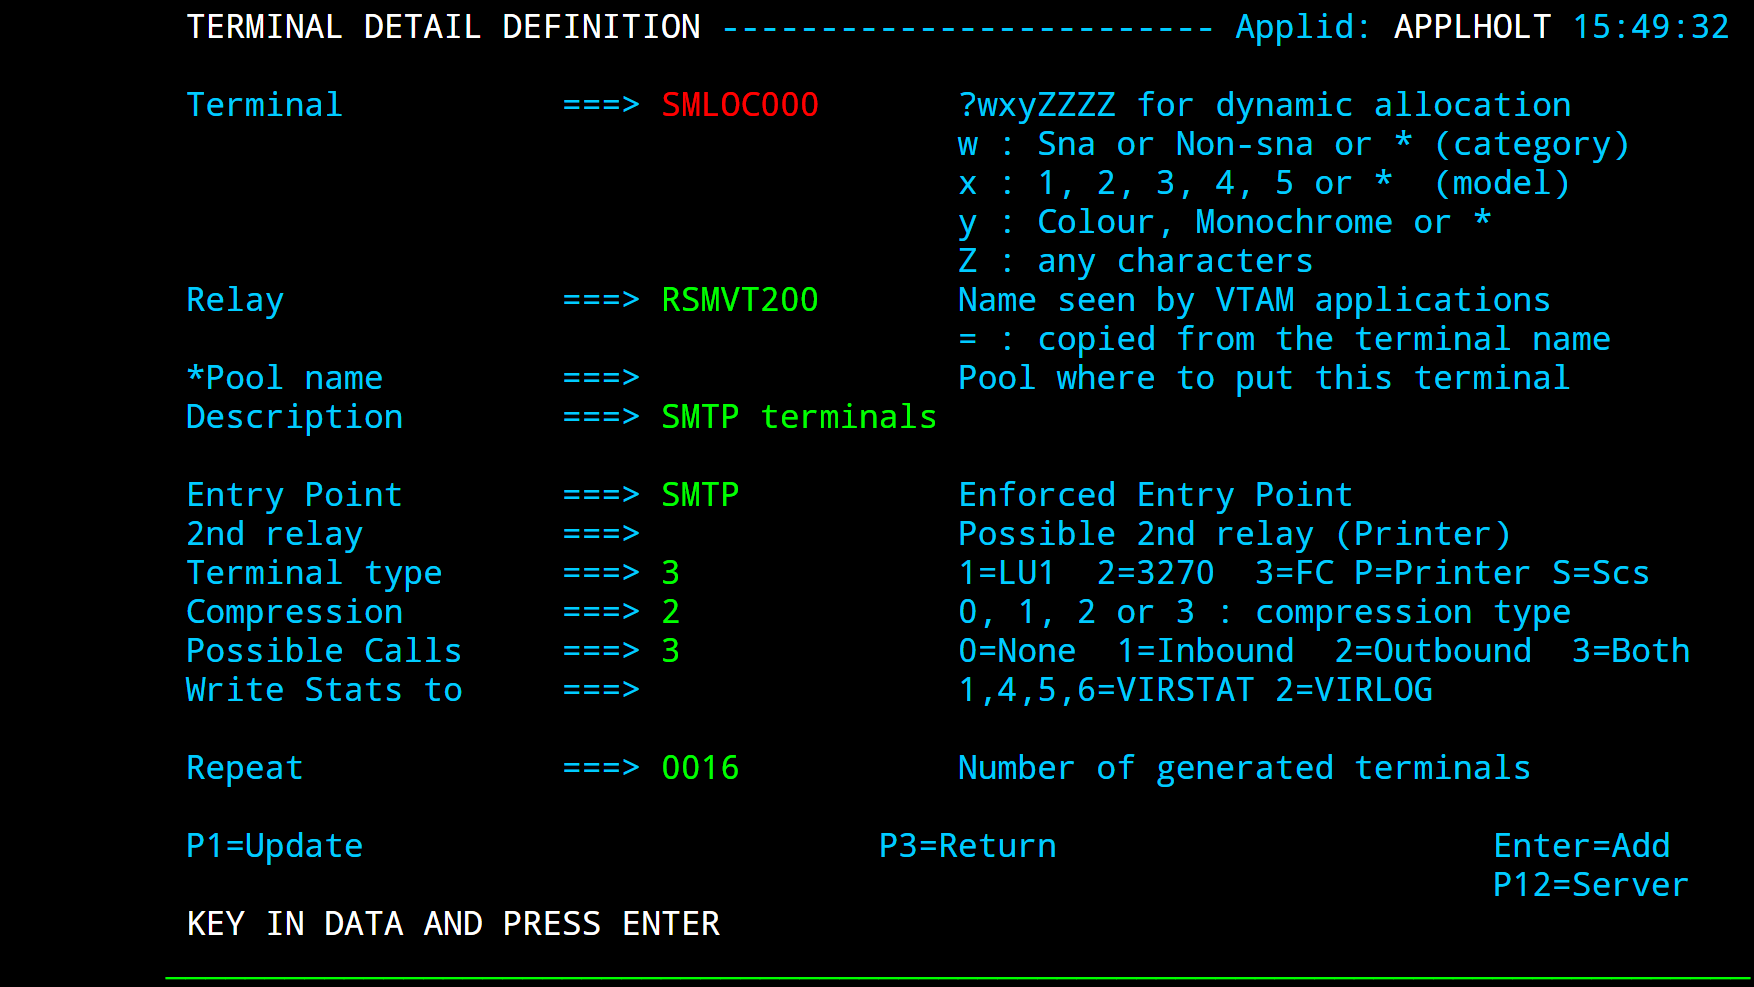 TERMINAL DETAIL DEFINITION ------------------------- Applid: APPLHOLT 15:49:32
Terminal ===> SMLOC000 ?wxyZZZZ for dynamic allocation
w : Sna or Non-sna or * (category)
x : 1, 2, 3, 4, 5 or * (model)
y : Colour, Monochrome or *
Z : any characters
Relay ===> RSMVT200 Name seen by VTAM applications
= : copied from the terminal name
*Pool name ===> Pool where to put this terminal
Description ===> SMTP terminals
Entry Point ===> SMTP Enforced Entry Point
2nd relay ===> Possible 2nd relay (Printer)
Terminal type ===> 3 1=LU1 2=3270 3=FC P=Printer S=Scs
Compression ===> 2 0, 1, 2 or 3 : compression type
Possible Calls ===> 3 0=None 1=Inbound 2=Outbound 3=Both
Write Stats to ===> 1,4,5,6=VIRSTAT 2=VIRLOG
Repeat ===> 0016 Number of generated terminals
P1=Update P3=Return Enter=Add
P12=Server
KEY IN DATA AND PRESS ENTER